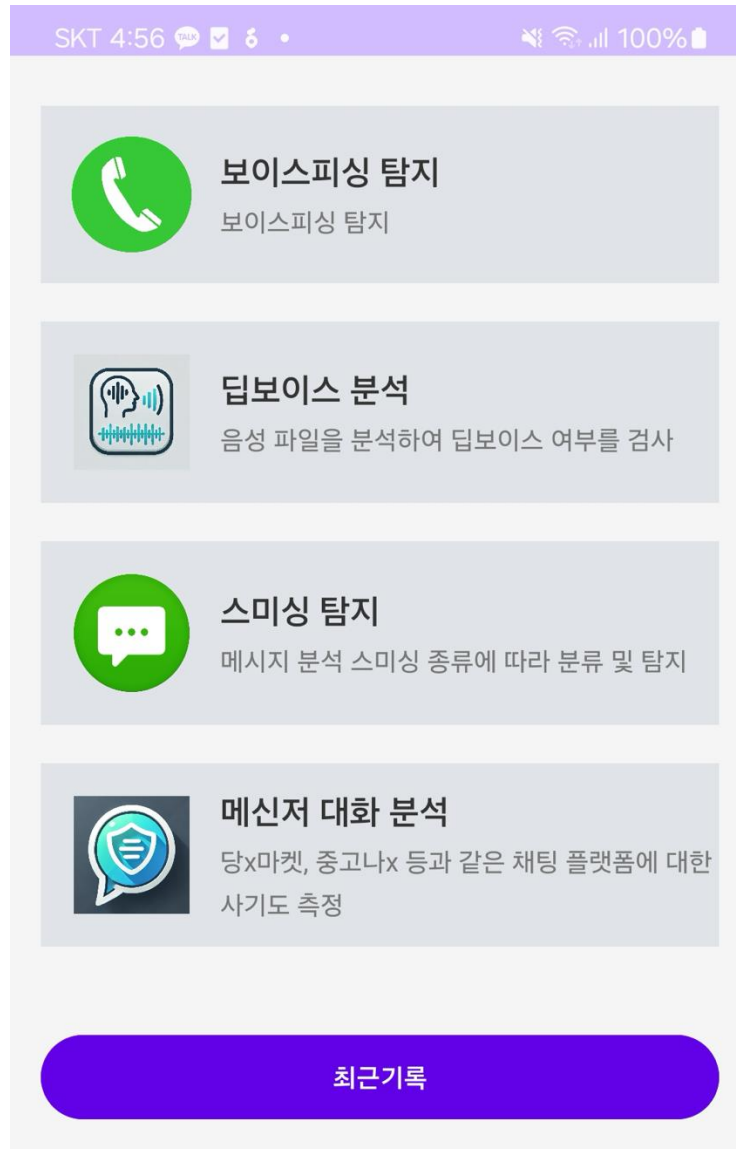 SKT 4:56 TALK 100%
보이스피싱 탐지
보이스피싱 탐지
딥보이스 분석
음성 파일을 분석하여 딥보이스 여부를 검사
스미싱 탐지
메시지 분석 스미싱 종류에 따라 분류 및 탐지
메신저 대화 분석
당x마켓, 중고나x 등과 같은 채팅 플랫폼에 대한
사기도 측정
최근기록